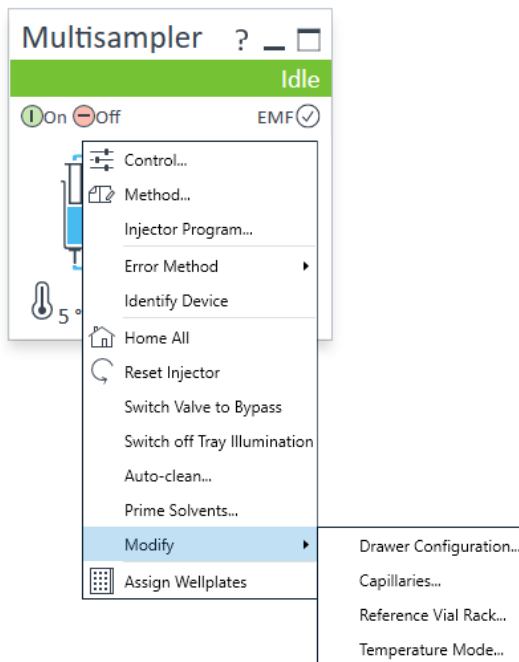 Multisampler ?
Idle
On Off EMF
Control...
Method...
Injector Program...
Error Method
Identify Device
5 °
Home All
Reset Injector
Switch Valve to Bypass
Switch off Tray Illumination
Auto-clean...
Prime Solvents...
Modify
Assign Wellplates
Drawer Configuration...
Capillaries...
Reference Vial Rack...
Temperature Mode...